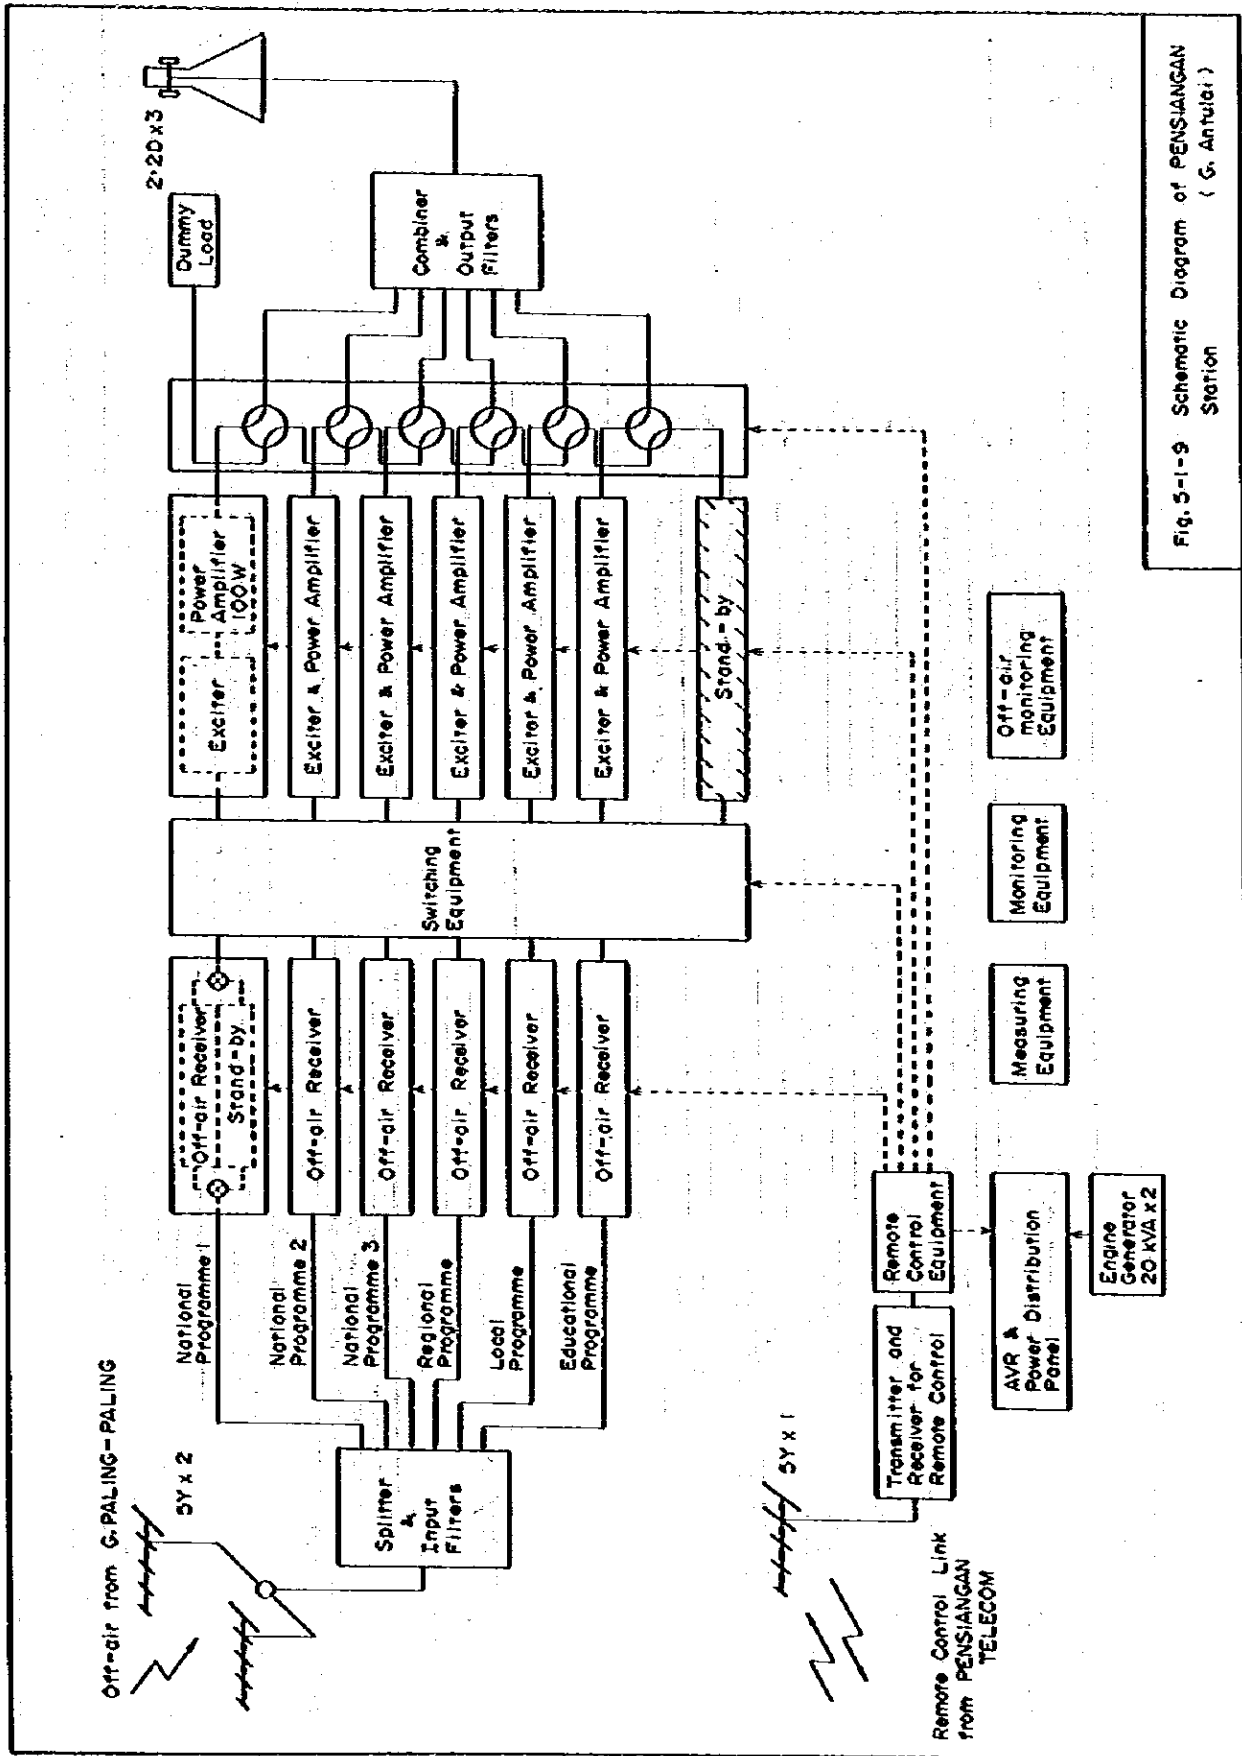 Off-air from G. PALING-PALING
5Y x 2
Splitter
&
Input
Filters
National
Programme 1
National
Programme 2
National
Programme 3
Regional
Programme
Local
Programme
Educational
Programme
Off-air Receiver
Stand-by
Off-air Receiver
Off-air Receiver
Off-air Receiver
Off-air Receiver
Off-air Receiver
Switching
Equipment
Exciter
Power
Amplifier
100W
Exciter & Power Amplifier
Exciter & Power Amplifier
Exciter & Power Amplifier
Exciter & Power Amplifier
Exciter & Power Amplifier
Stand-by
Dummy
Load
2·2D x 3
Combiner
&
Output
Filters
5Y x 1
Remote Control Link
from PENSIANGAN
TELECOM
Transmitter and
Receiver for
Remote Control
Remote
Control
Equipment
AVR &
Power Distribution
Panel
Engine
Generator
20 kVA x 2
Measuring
Equipment
Monitoring
Equipment
Off-air
monitoring
Equipment
Fig. 5-1-9 Schematic Diagram of PENSIANGAN
Station (G. Antulai)